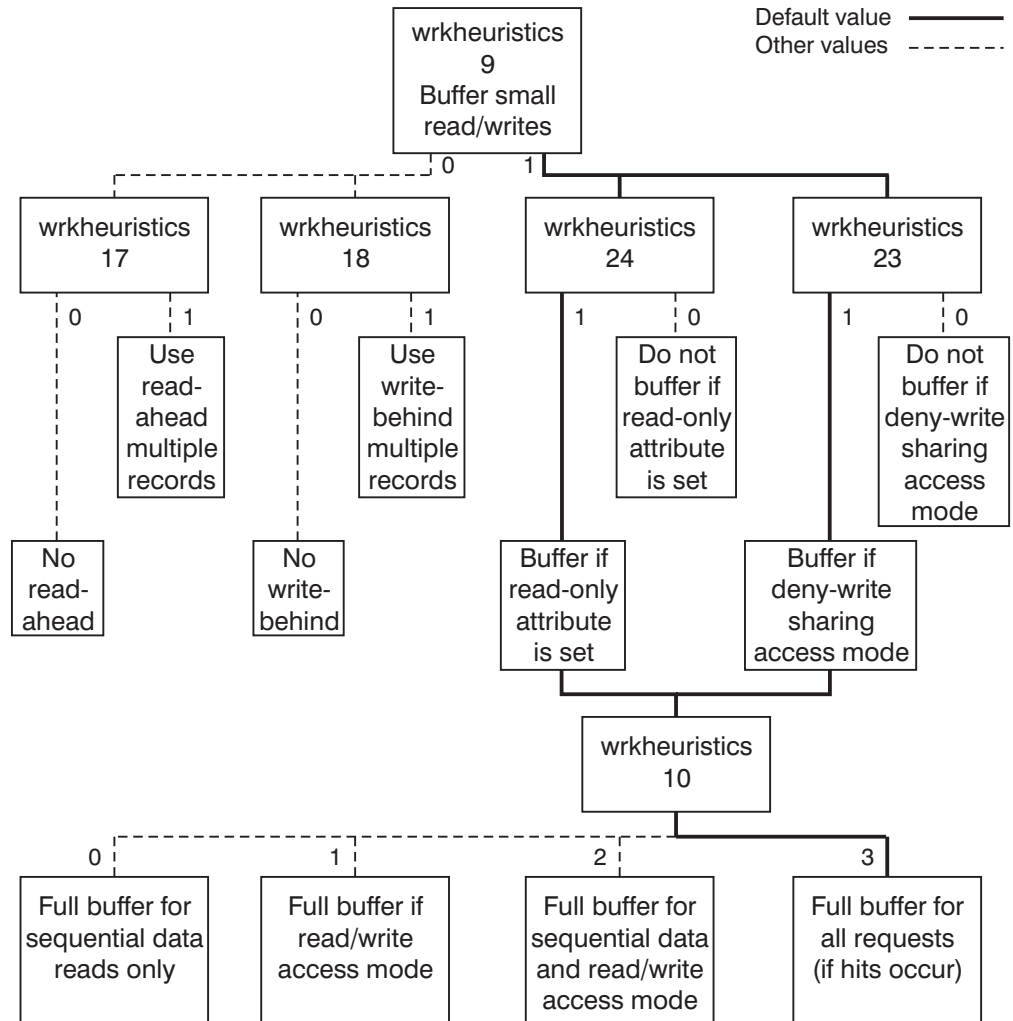 Default value
Other values
wrkheuristics
9
Buffer small
read/writes
0
1
wrkheuristics
17
wrkheuristics
18
wrkheuristics
24
wrkheuristics
23
0
1
0
1
1
0
1
0
Use
read-
ahead
multiple
records
Use
write-
behind
multiple
records
Do not
buffer if
read-only
attribute
is set
Do not
buffer if
deny-write
sharing
access
mode
No
read-
ahead
No
write-
behind
Buffer if
read-only
attribute
is set
Buffer if
deny-write
sharing
access mode
wrkheuristics
10
0
1
2
3
Full buffer for
sequential data
reads only
Full buffer if
read/write
access mode
Full buffer for
sequential data
and read/write
access mode
Full buffer for
all requests
(if hits occur)